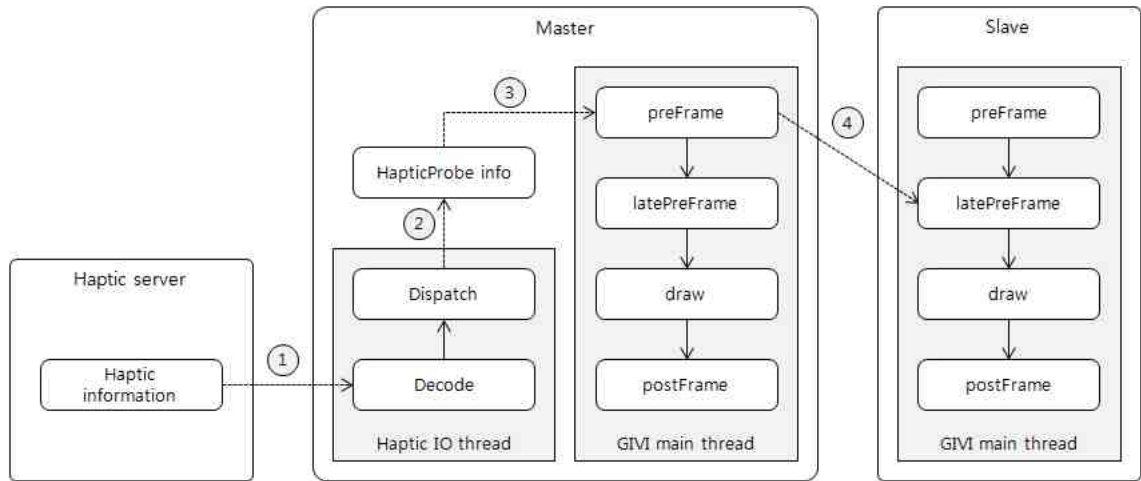 Haptic server
Haptic
information
1
Master
Decode
Dispatch
Haptic IO thread
2
HapticProbe info
3
preFrame
latePreFrame
draw
postFrame
GIVI main thread
4
Slave
preFrame
latePreFrame
draw
postFrame
GIVI main thread